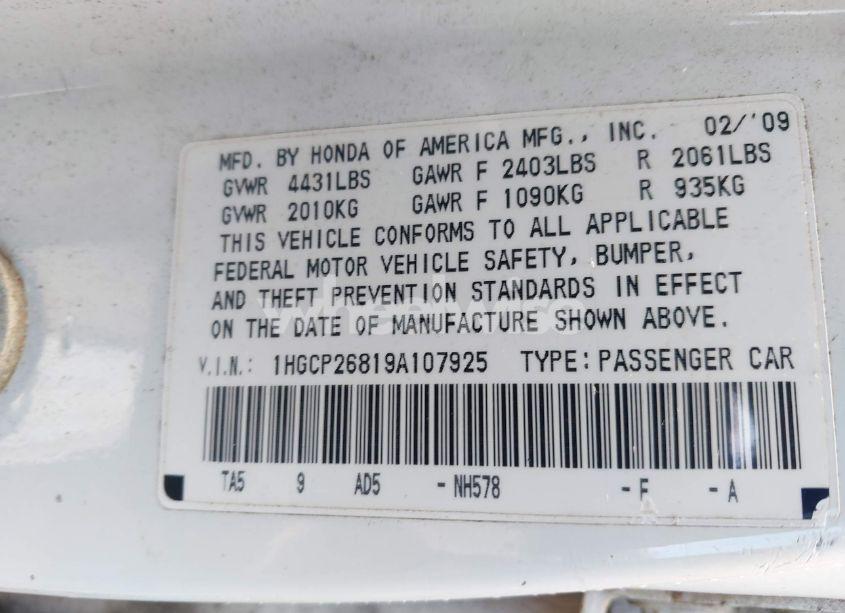 MFD. BY HONDA OF AMERICA MFG., INC. 02/'09
GVWR 4431LBS GAWR F 2403LBS R 2061LBS
GVWR 2010KG GAWR F 1090KG R 935KG
THIS VEHICLE CONFORMS TO ALL APPLICABLE
FEDERAL MOTOR VEHICLE SAFETY, BUMPER,
AND THEFT PREVENTION STANDARDS IN EFFECT
ON THE DATE OF MANUFACTURE SHOWN ABOVE.
V.I.N.: 1HGCP26819A107925 TYPE: PASSENGER CAR
TA5 9 AD5 -NH578 -F -A